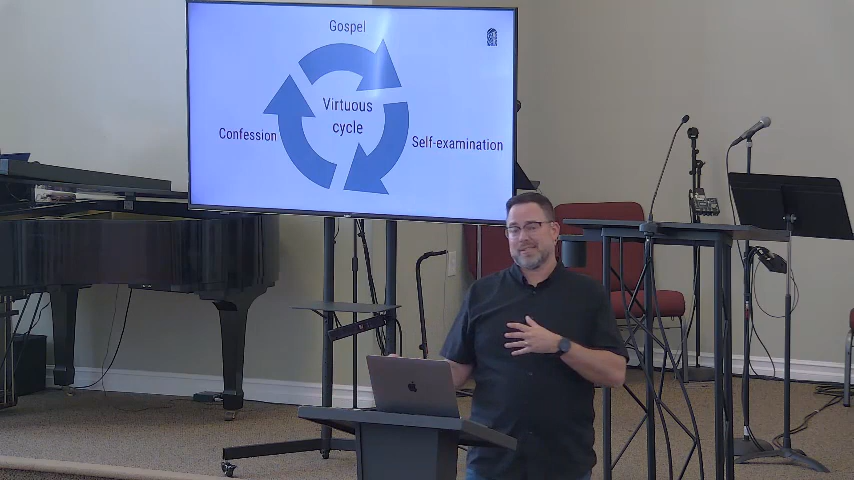 Gospel
Virtuous
cycle
Confession
Self-examination